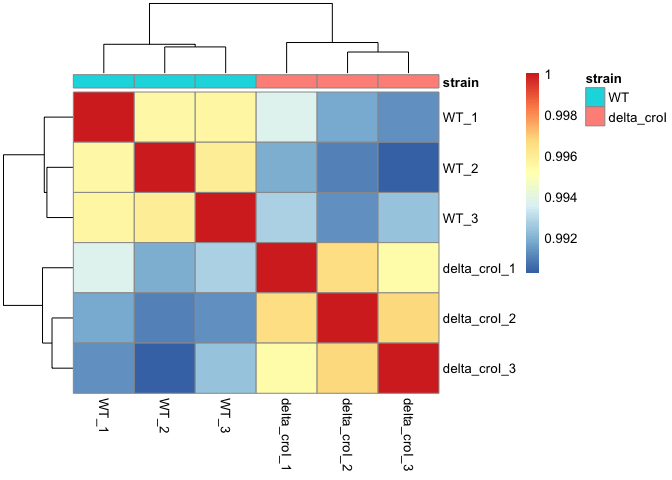 strain
WT_1
WT_2
WT_3
delta_crol_1
delta_crol_2
delta_crol_3
WT_1
WT_2
WT_3
delta_crol_1
delta_crol_2
delta_crol_3
1
0.998
0.996
0.994
0.992
strain
WT
delta_crol